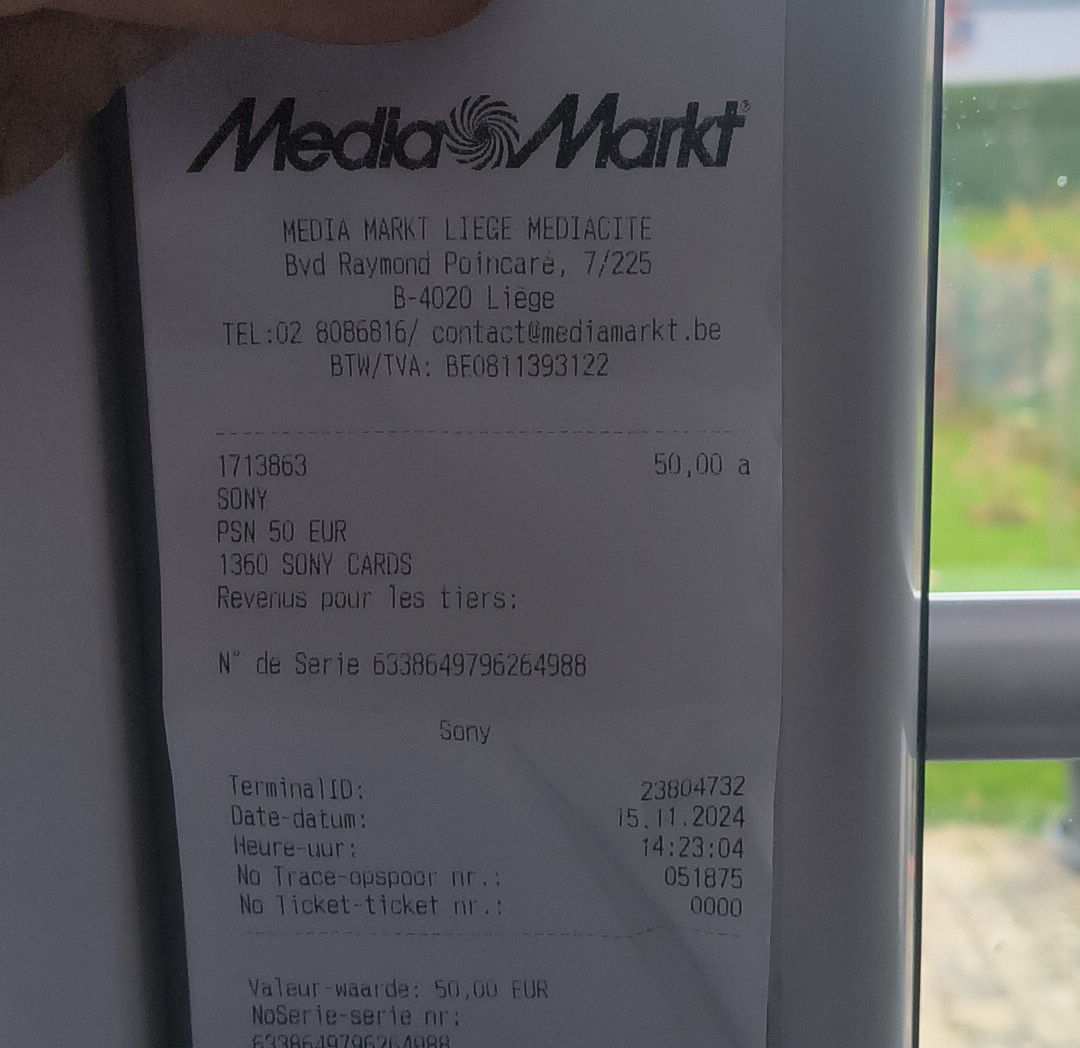 MediaMarkt
MEDIA MARKT LIEGE MEDIACITE
Bvd Raymond Poincaré, 7/225
B-4020 Liège
TEL:02 8086816/ contact@mediamarkt.be
BTW/TVA: BE0811393122
1713863 50,00 a
SONY
PSN 50 EUR
1360 SONY CARDS
Revenus pour les tiers:
N° de Serie 6338649796264988
Sony
TerminalID: 23804732
Date-datum: 15.11.2024
Heure-uur: 14:23:04
No Trace-opspoor nr.: 051875
No Ticket-ticket nr.: 0000
Valeur-waarde: 50,00 EUR
NoSerie-serie nr:
6338649796264988